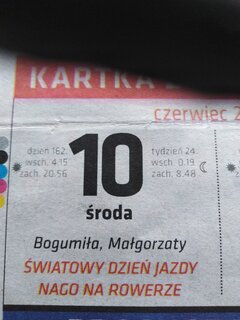 KARTKA Z
czerwiec 2
dzień 162.
wsch. 4.15
zach. 20.56
10
tydzień 24.
wsch. 0.19
zach. 8.48
środa
Bogumiła, Małgorzaty
ŚWIATOWY DZIEŃ JAZDY
NAGO NA ROWERZE